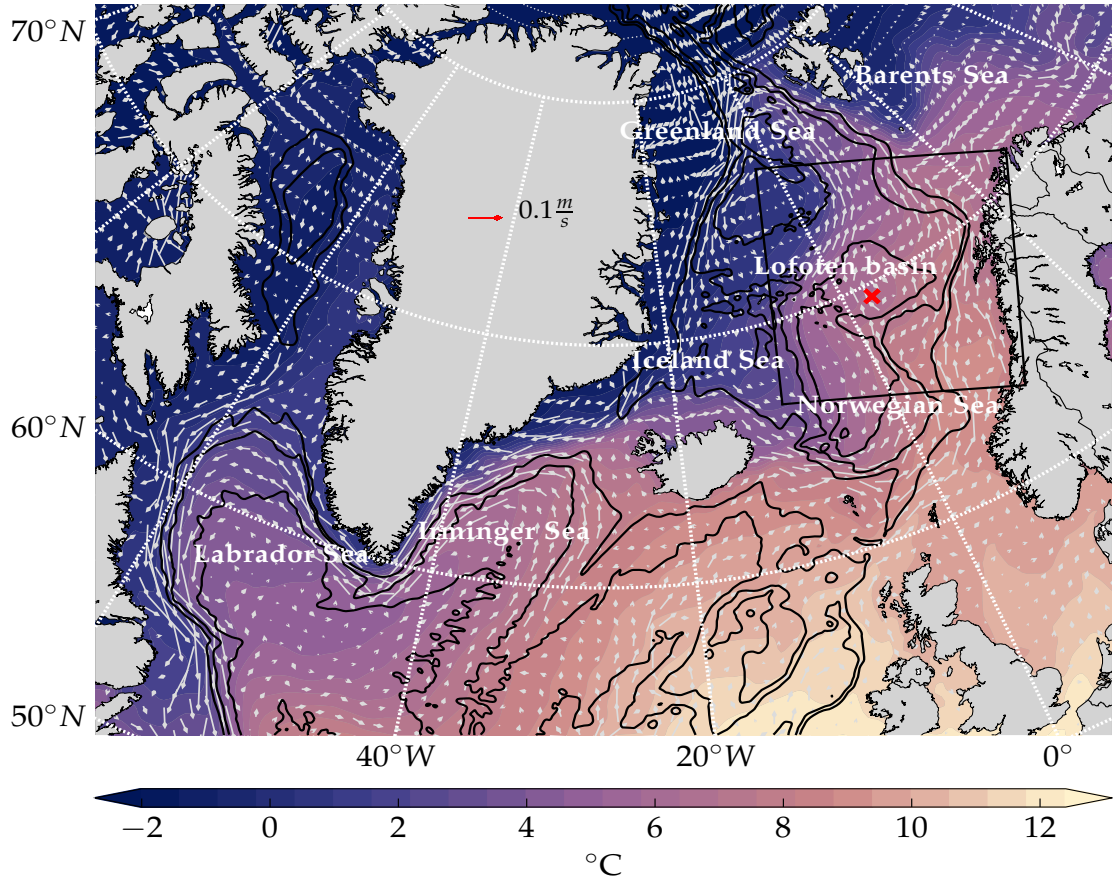 70°N
Barents Sea
Greenland Sea
0.1 m/s
Lofoten basin
Iceland Sea
Norwegian Sea
60°N
Irminger Sea
Labrador Sea
50°N
40°W 20°W 0°
−2 0 2 4 6 8 10 12
°C